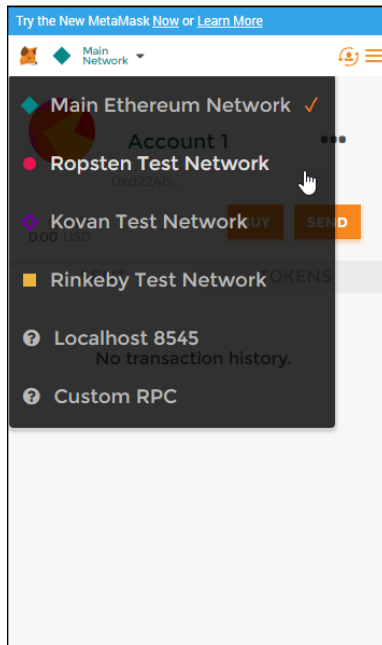 Try the New MetaMask Now or Learn More
Main
Network
Main Ethereum Network
Account 1
Ropsten Test Network
0xd224b...
Kovan Test Network
0.00 USD
BUY
SEND
Rinkeby Test Network
TOKENS
Localhost 8545
No transaction history.
Custom RPC